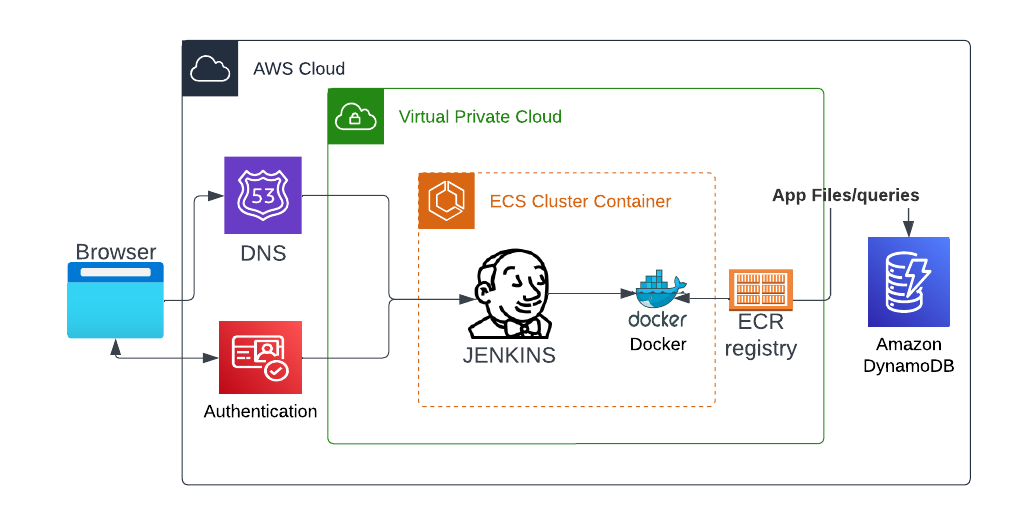 AWS Cloud
Virtual Private Cloud
ECS Cluster Container
App Files/queries
53
DNS
Browser
JENKINS
docker
Docker
ECR
registry
Amazon
DynamoDB
Authentication